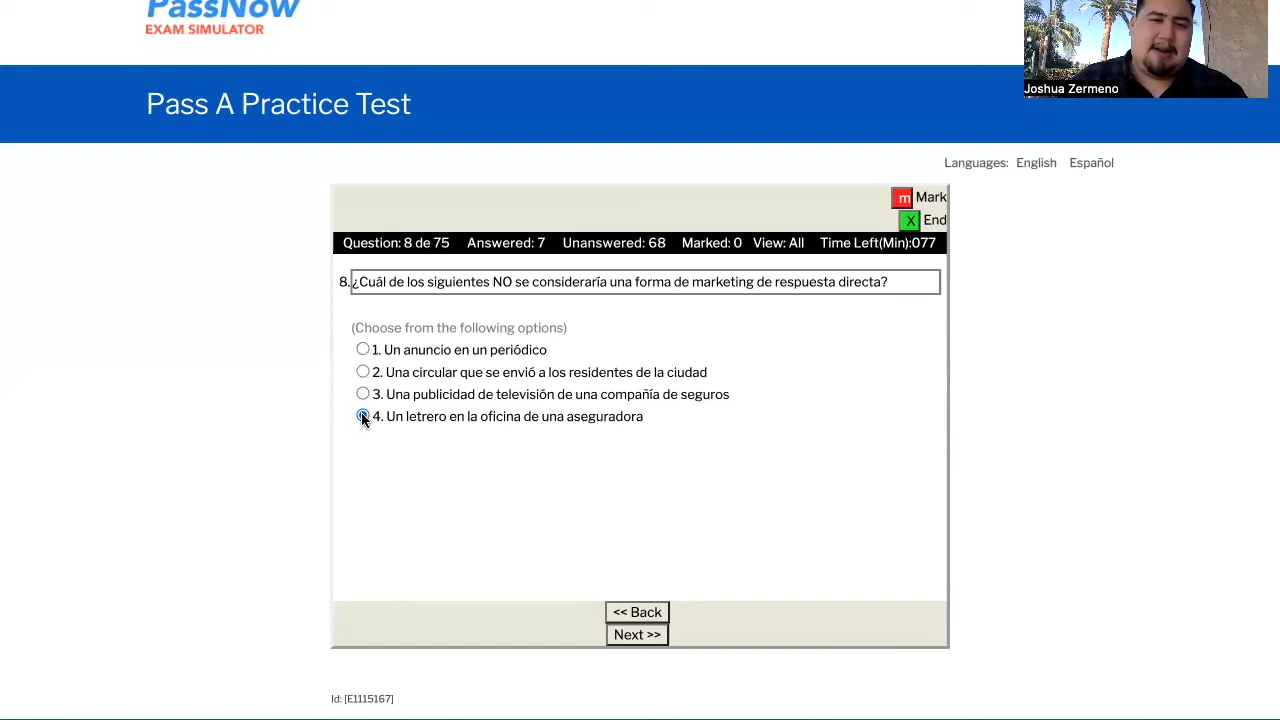 PassNow
EXAM SIMULATOR
Joshua Zermeno
Pass A Practice Test
Languages: English Español
m Mark
X End
Question: 8 de 75 Answered: 7 Unanswered: 68 Marked: 0 View: All Time Left(Min):077
8. ¿Cuál de los siguientes NO se consideraría una forma de marketing de respuesta directa?
(Choose from the following options)
1. Un anuncio en un periódico
2. Una circular que se envió a los residentes de la ciudad
3. Una publicidad de televisión de una compañía de seguros
4. Un letrero en la oficina de una aseguradora
<< Back
Next >>
Id: [E1115167]